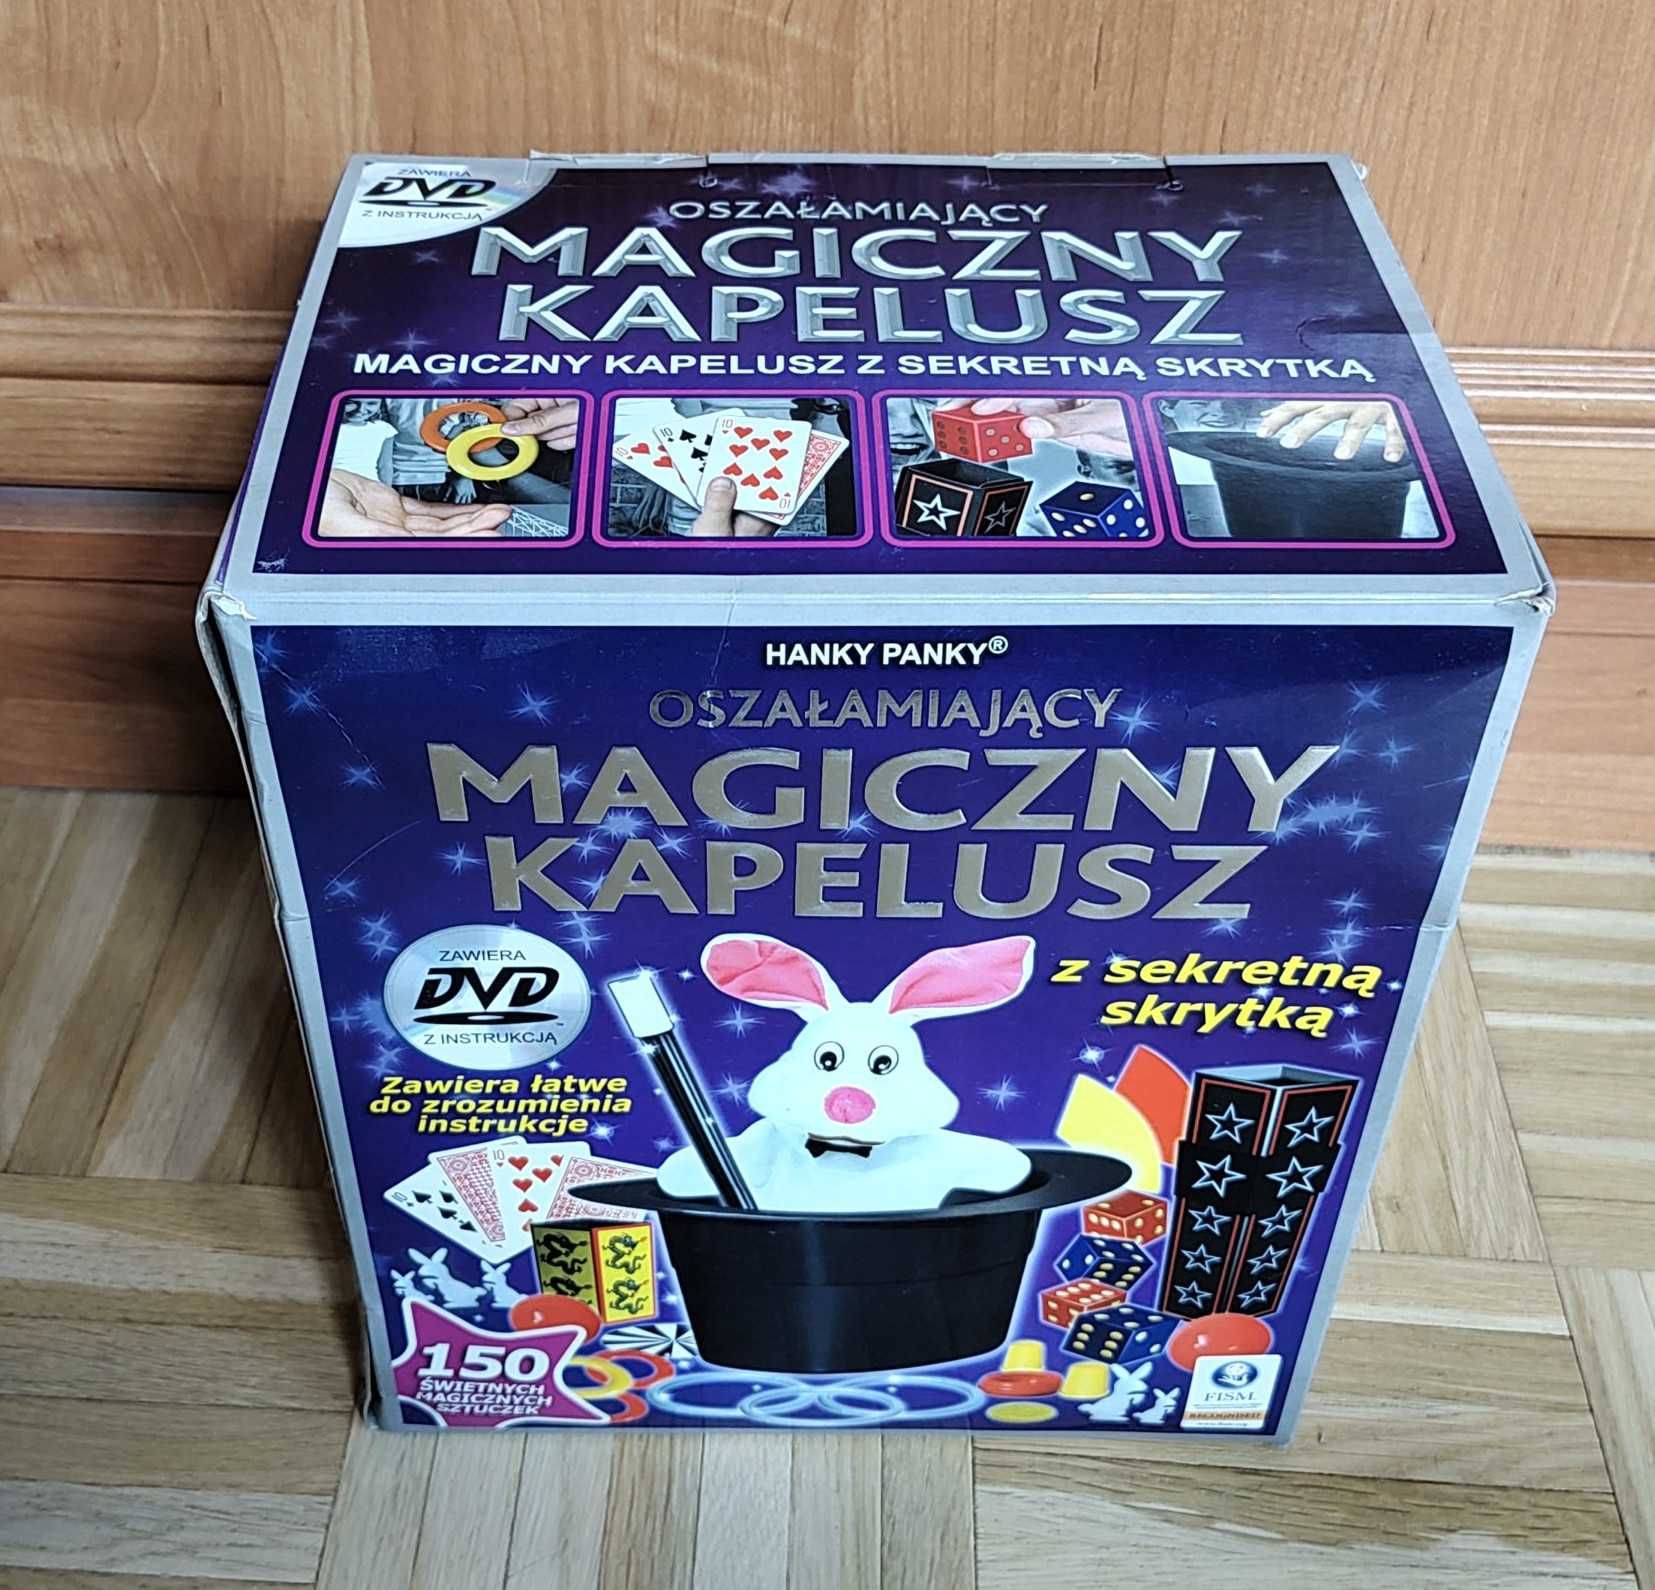 ZAWIERA
DVD
Z INSTRUKCJĄ
OSZAŁAMIAJĄCY
MAGICZNY
KAPELUSZ
MAGICZNY KAPELUSZ Z SEKRETNĄ SKRYTKĄ
HANKY PANKY®
OSZAŁAMIAJĄCY
MAGICZNY
KAPELUSZ
z sekretną
skrytką
ZAWIERA
DVD
Z INSTRUKCJĄ
Zawiera łatwe
do zrozumienia
instrukcje
150
ŚWIETNYCH
MAGICZNYCH
SZTUCZEK
FISM
RECOGNISED